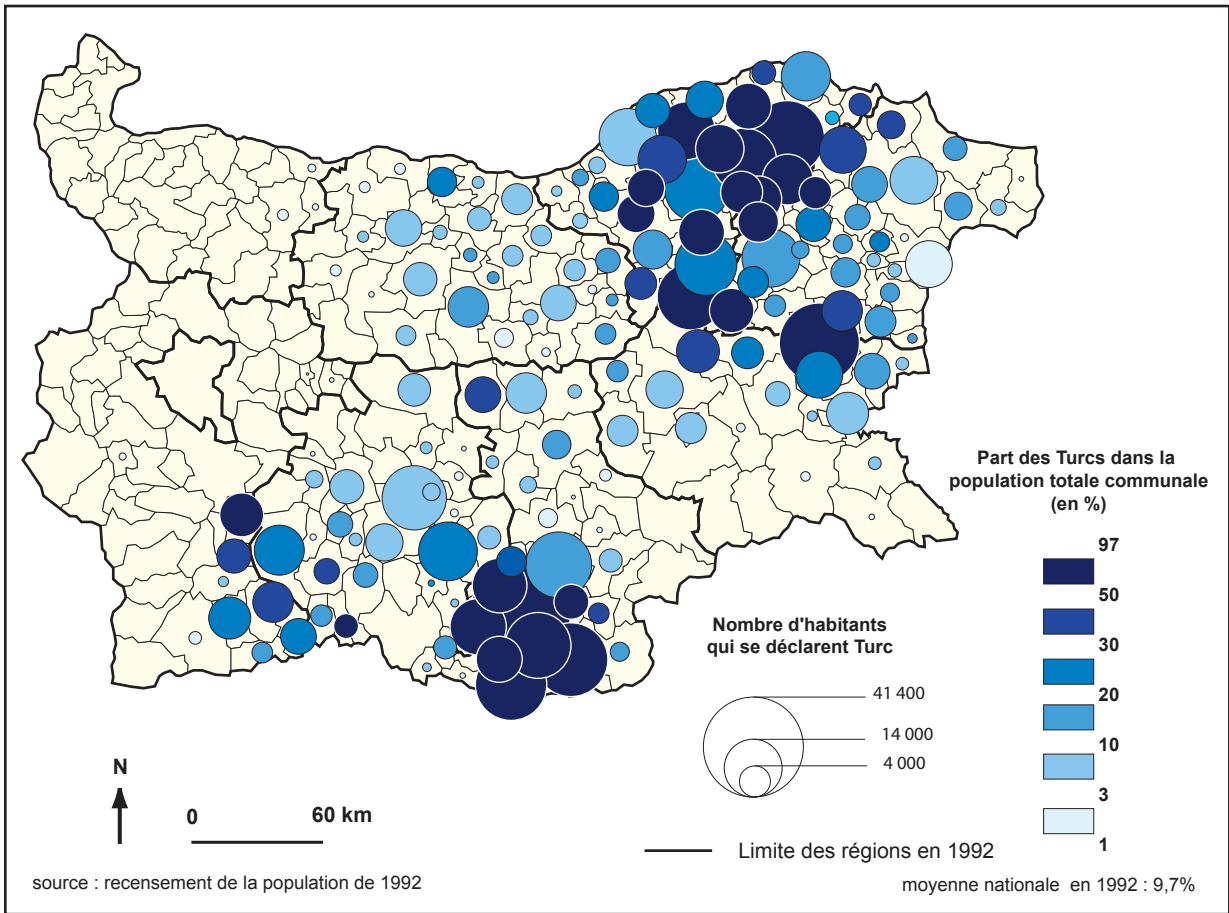 Part des Turcs dans la
population totale communale
(en %)
97
50
30
20
10
3
1
Nombre d'habitants
qui se déclarent Turc
41 400
14 000
4 000
N
0 60 km
Limite des régions en 1992
source : recensement de la population de 1992
moyenne nationale en 1992 : 9,7%